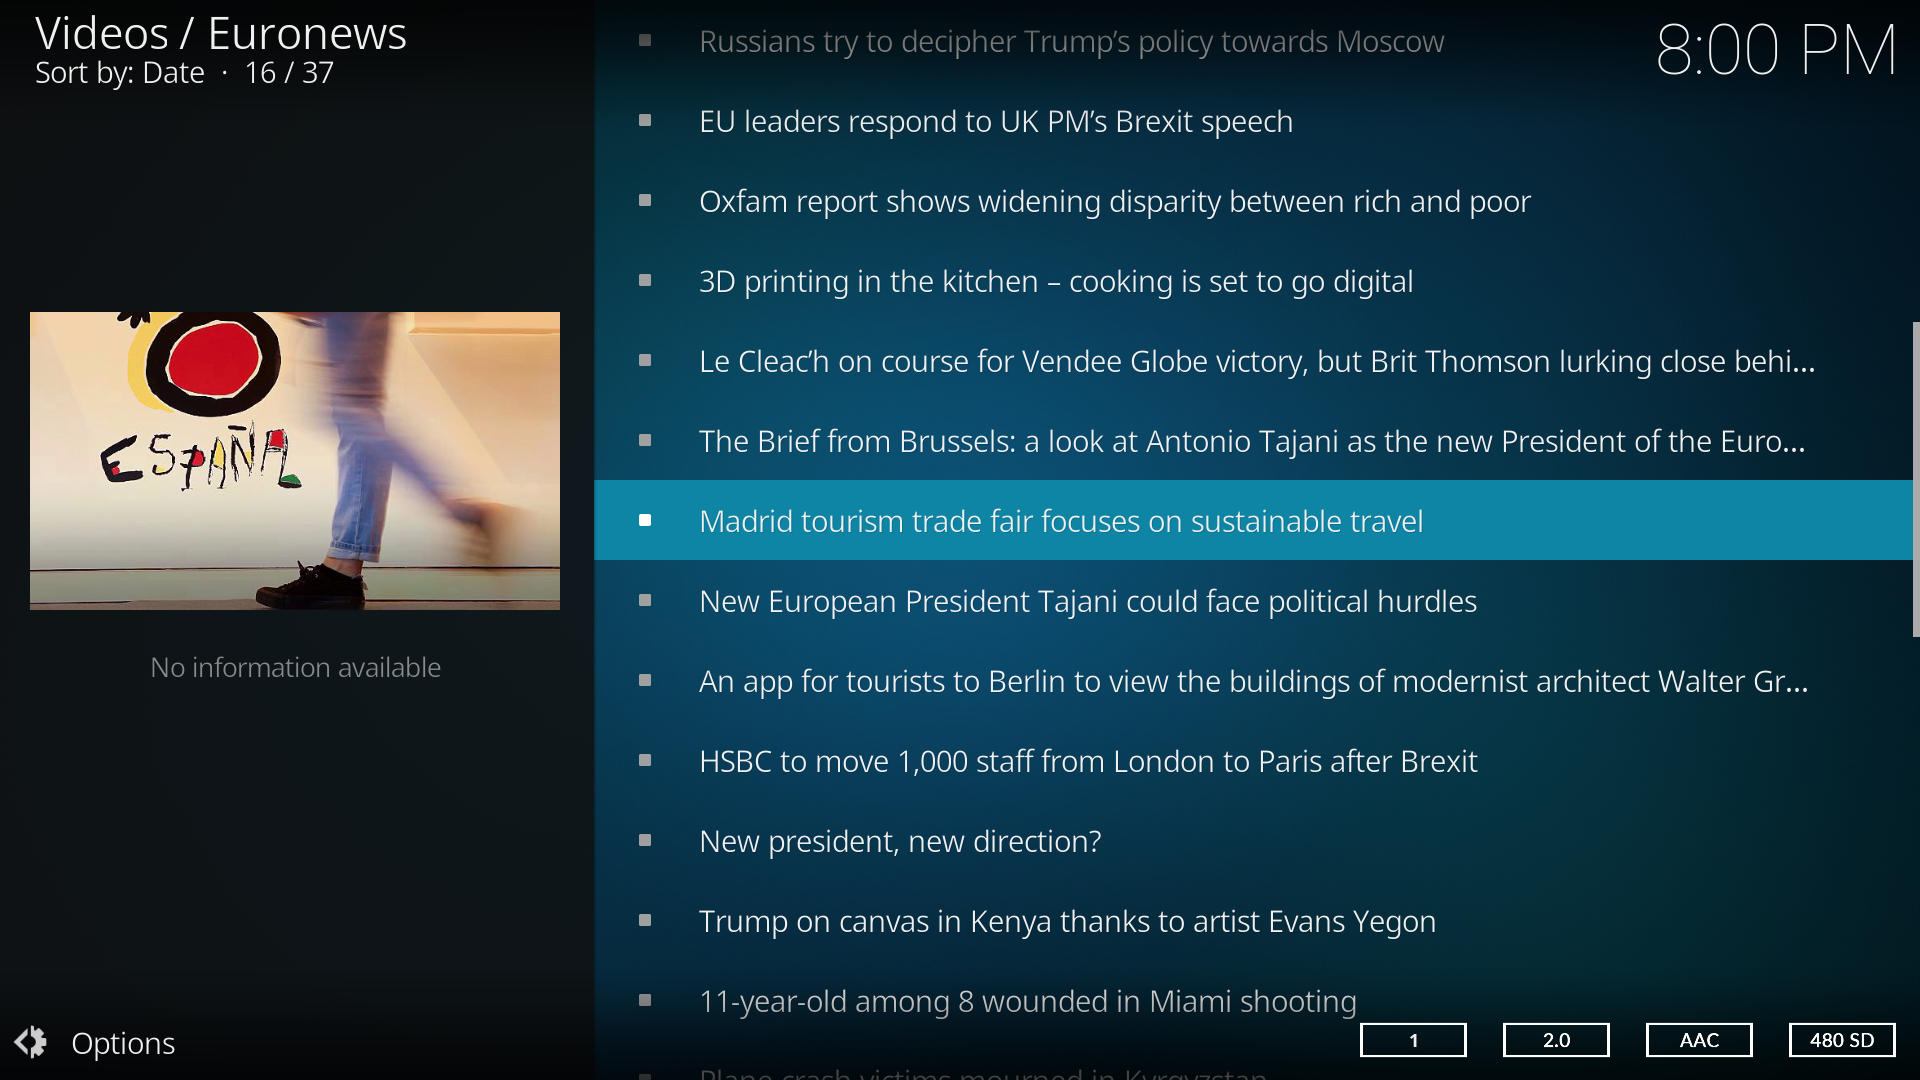 Videos / Euronews
Sort by: Date · 16 / 37
8:00 PM
Russians try to decipher Trump’s policy towards Moscow
EU leaders respond to UK PM’s Brexit speech
Oxfam report shows widening disparity between rich and poor
3D printing in the kitchen – cooking is set to go digital
Le Cleac’h on course for Vendee Globe victory, but Brit Thomson lurking close behi...
The Brief from Brussels: a look at Antonio Tajani as the new President of the Euro...
Madrid tourism trade fair focuses on sustainable travel
New European President Tajani could face political hurdles
An app for tourists to Berlin to view the buildings of modernist architect Walter Gr...
HSBC to move 1,000 staff from London to Paris after Brexit
New president, new direction?
Trump on canvas in Kenya thanks to artist Evans Yegon
11-year-old among 8 wounded in Miami shooting
Plane crash victims mourned in Kyrgyzstan
ESPAÑA
No information available
Options
1
2.0
AAC
480 SD